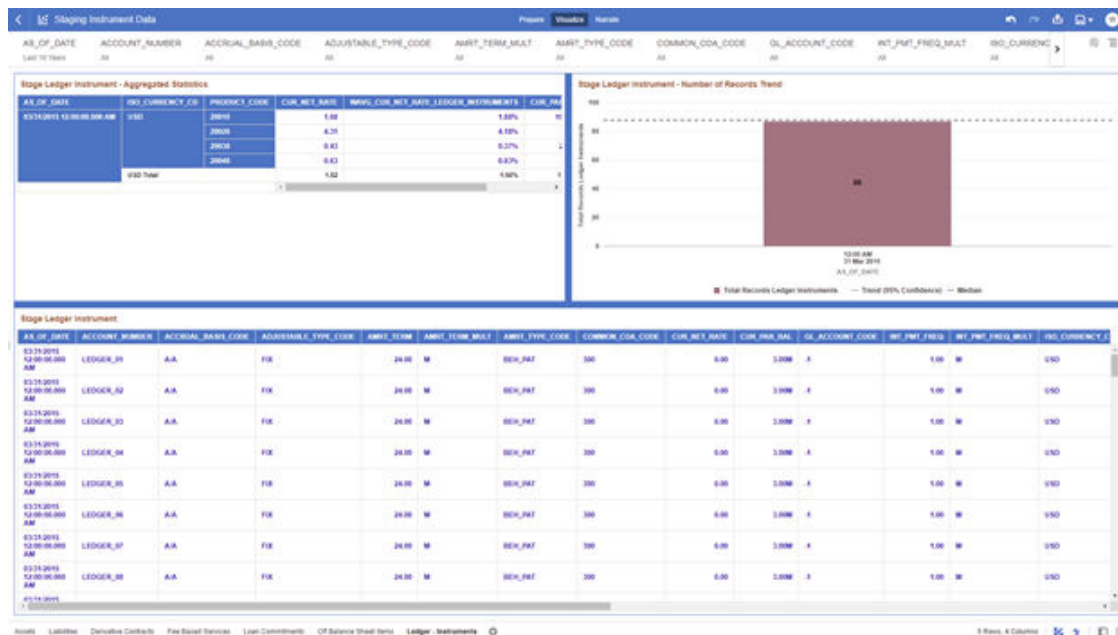 Staging Instrument Data
Prepare Visualize Narrate
AS_OF_DATE ACCOUNT_NUMBER ACCRUAL_BASIS_CODE ADJUSTABLE_TYPE_CODE AMRT_TERM_MULT AMRT_TYPE_CODE COMMON_COA_CODE GL_ACCOUNT_CODE INT_PMT_FREQ_MULT ISO_CURRENC
Last 10 Years All All All All All All All All All
Stage Ledger Instrument - Aggregated Statistics
AS_OF_DATE ISO_CURRENCY_CD PRODUCT_CODE CUR_NET_RATE WAVG_CUR_NET_RATE_LEDGER_INSTRUMENTS CUR_PA
03/31/2015 12:00:00.000 AM USD
4.31
0.43 0.37%
0.63
USD Total
Stage Ledger Instrument - Number of Records Trend
100
80
60
40
20
0
Total Records Ledger Instruments
12:00 AM
31 Mar 2015
AS_OF_DATE
Total Records Ledger Instruments Trend (95% Confidence) Median
Stage Ledger Instrument
AS_OF_DATE ACCOUNT_NUMBER ACCRUAL_BASIS_CODE ADJUSTABLE_TYPE_CODE AMRT_TERM AMRT_TERM_MULT AMRT_TYPE_CODE COMMON_COA_CODE CUR_NET_RATE CUR_PAR_BAL GL_ACCOUNT_CODE INT_PMT_FREQ INT_PMT_FREQ_MULT ISO_CURRENCY_C
03/31/2015
12:00:00.000 LEDGER_01 A/A FIX 24.00 M BEH_PAT 300 0.00 3.00M -1 1.00 M USD
AM
03/31/2015
12:00:00.000 LEDGER_02 A/A FIX 24.00 M BEH_PAT 300 0.00 3.00M -1 1.00 M USD
AM
03/31/2015
12:00:00.000 LEDGER_03 A/A FIX 24.00 M BEH_PAT 300 0.00 3.00M -1 1.00 M USD
AM
03/31/2015
12:00:00.000 LEDGER_04 A/A FIX 24.00 M BEH_PAT 300 0.00 3.00M -1 1.00 M USD
AM
03/31/2015
12:00:00.000 LEDGER_05 A/A FIX 24.00 M BEH_PAT 300 0.00 3.00M -1 1.00 M USD
AM
03/31/2015
12:00:00.000 LEDGER_06 A/A FIX 24.00 M BEH_PAT 300 0.00 3.00M -1 1.00 M USD
AM
03/31/2015
12:00:00.000 LEDGER_07 A/A FIX 24.00 M BEH_PAT 300 0.00 3.00M -1 1.00 M USD
AM
03/31/2015
12:00:00.000 LEDGER_08 A/A FIX 24.00 M BEH_PAT 300 0.00 3.00M -1 1.00 M USD
AM
03/31/2015
Assets Liabilities Derivative Contracts Fee Based Services Loan Commitments Off Balance Sheet Items Ledger - Instruments
5 Rows, 4 Columns